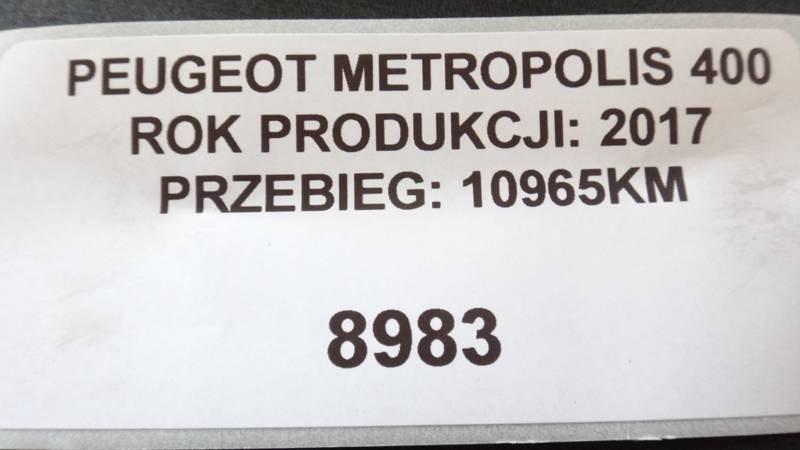 PEUGEOT METROPOLIS 400
ROK PRODUKCJI: 2017
PRZEBIEG: 10965KM
8983